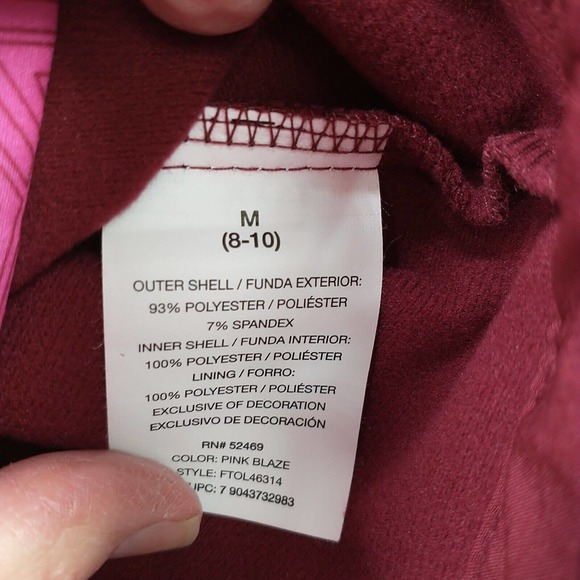 M
(8-10)
OUTER SHELL / FUNDA EXTERIOR:
93% POLYESTER / POLIÉSTER
7% SPANDEX
INNER SHELL / FUNDA INTERIOR:
100% POLYESTER / POLIÉSTER
LINING / FORRO:
100% POLYESTER / POLIÉSTER
EXCLUSIVE OF DECORATION
EXCLUSIVO DE DECORACIÓN
RN# 52469
COLOR: PINK BLAZE
STYLE: FTOL46314
UPC: 7 9043732983